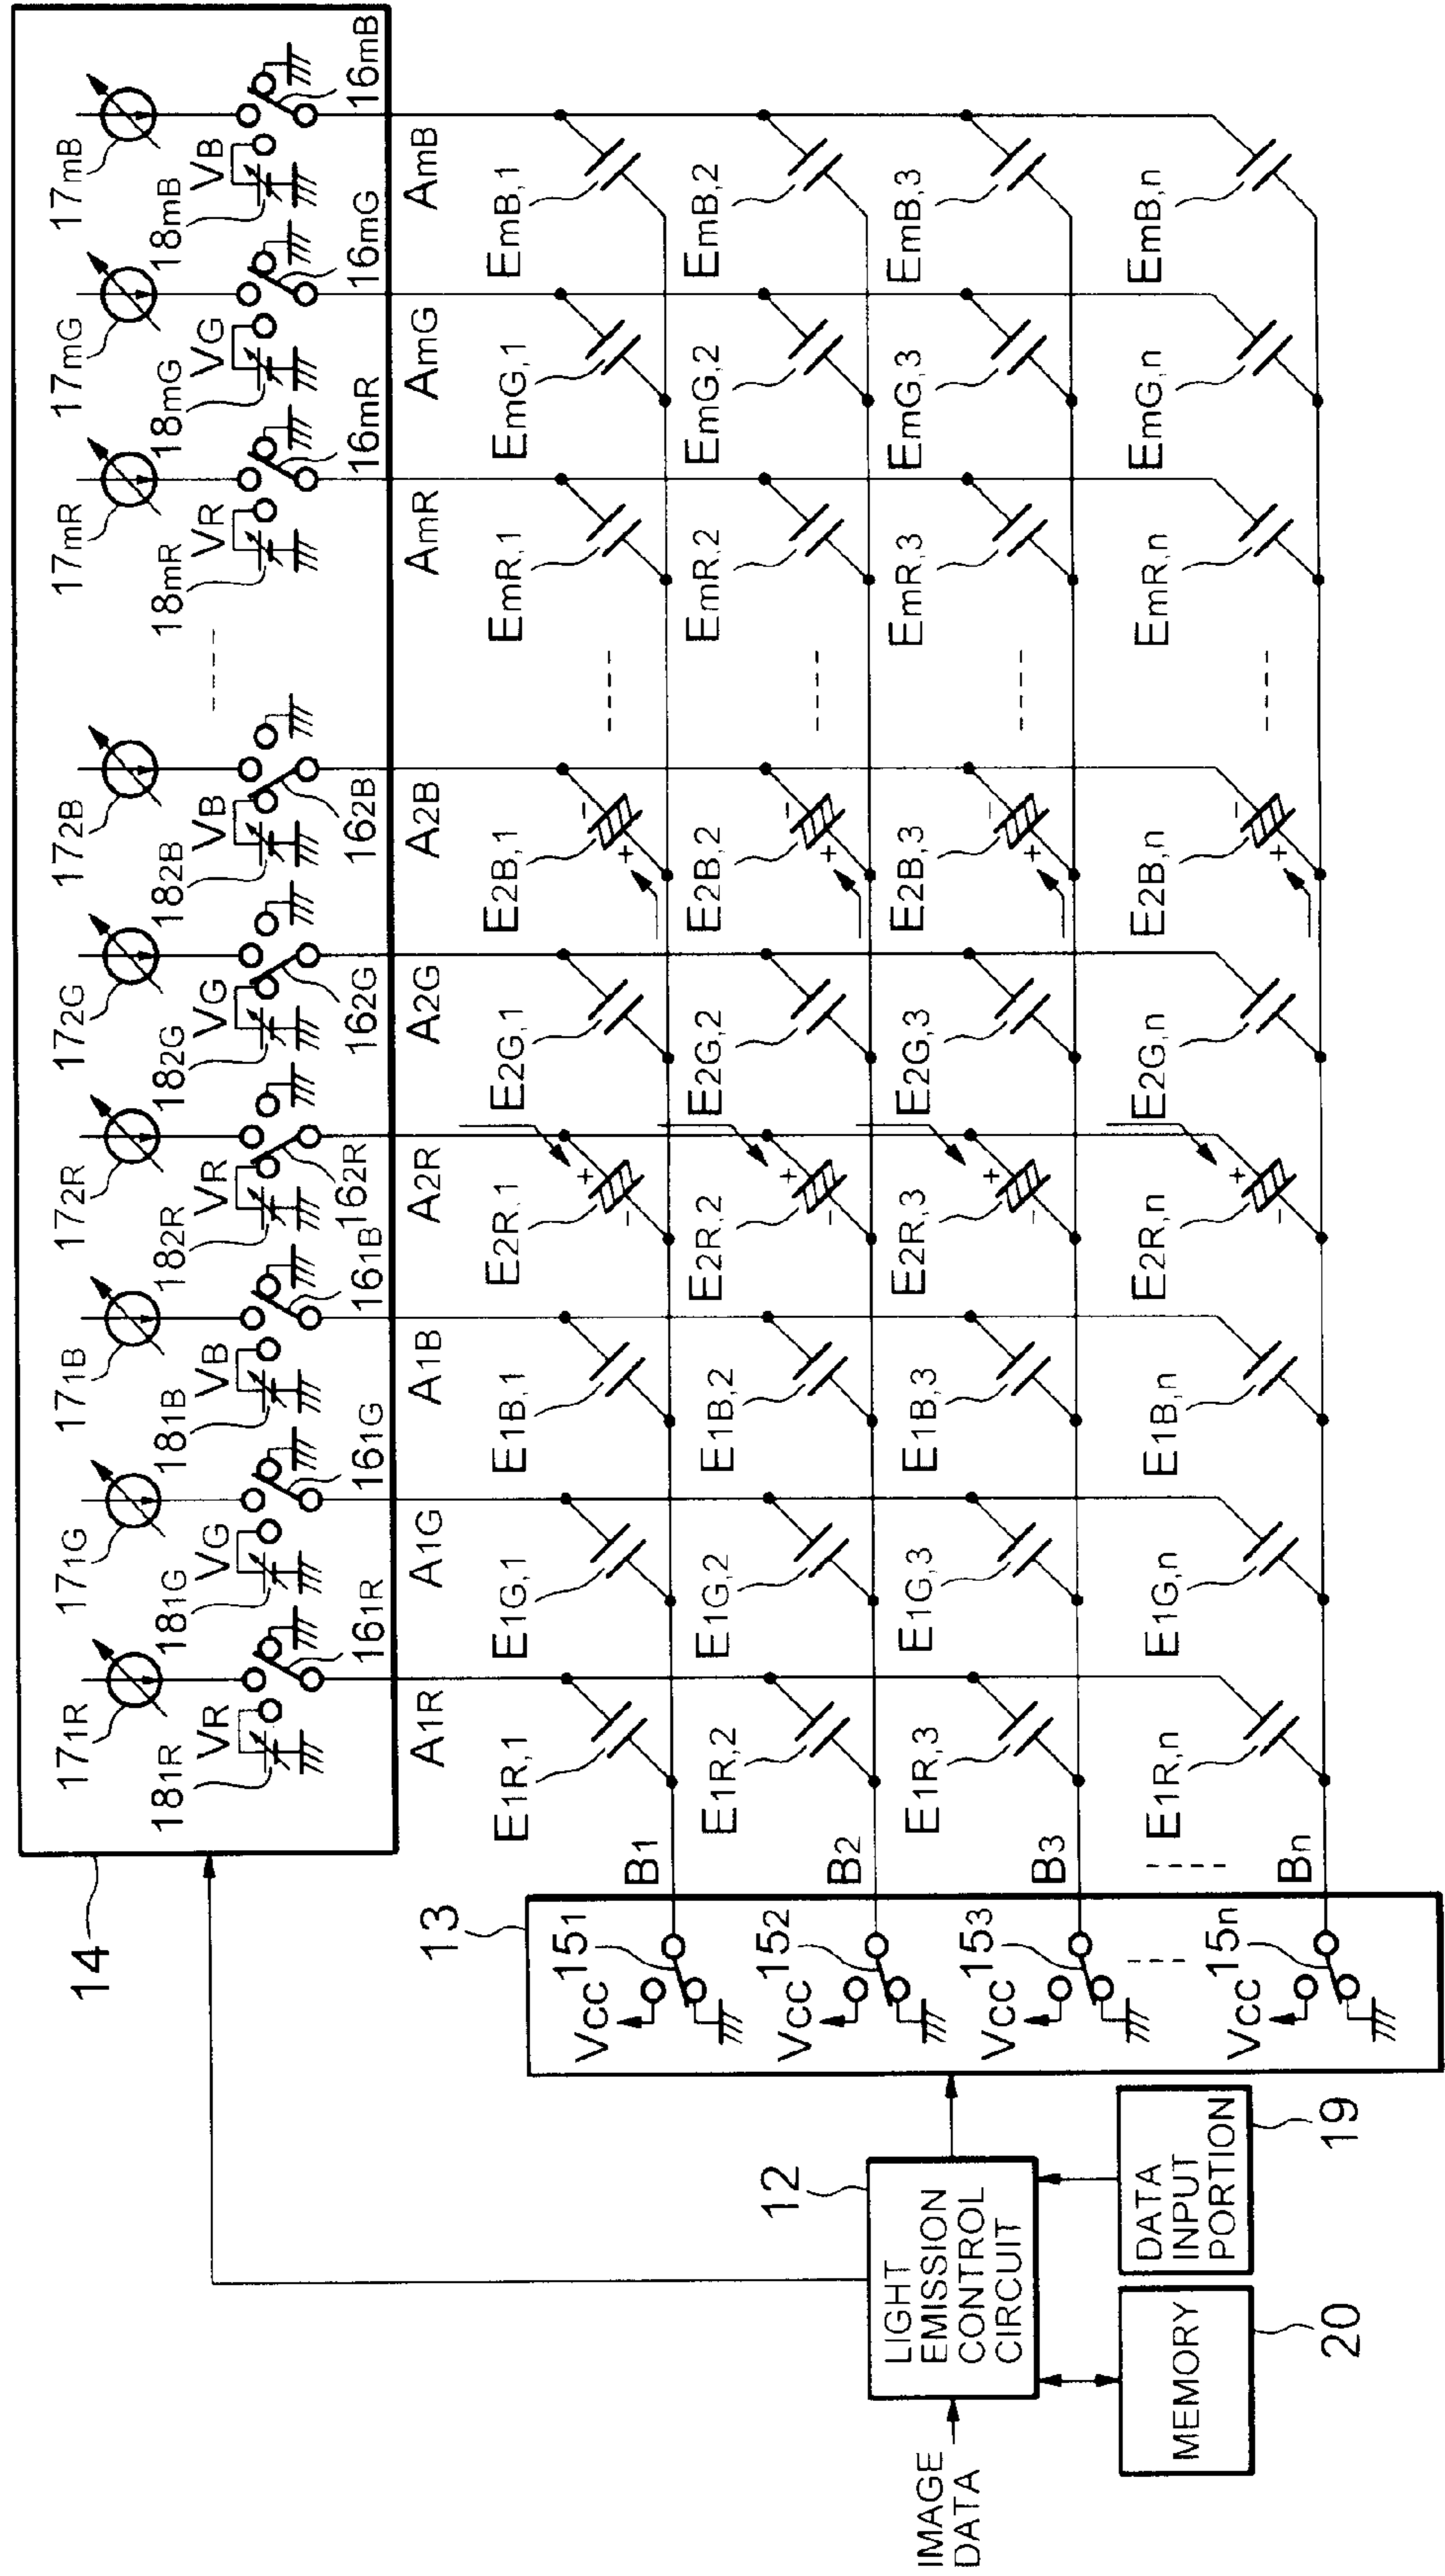 14
17mB
17mG
17mR
172B
172G
172R
171B
171G
171R
18mB
VB
18mG
VG
18mR
VR
182B
VB
182G
VG
182R
VR
181B
VB
181G
VG
181R
VR
16mB
16mG
16mR
162B
162G
162R
161B
161G
161R
AmB
AmG
AmR
A2B
A2G
A2R
A1B
A1G
A1R
EmB,1
EmG,1
EmR,1
E2B,1
E2G,1
E2R,1
E1B,1
E1G,1
E1R,1
EmB,2
EmG,2
EmR,2
E2B,2
E2G,2
E2R,2
E1B,2
E1G,2
E1R,2
EmB,3
EmG,3
EmR,3
E2B,3
E2G,3
E2R,3
E1B,3
E1G,3
E1R,3
EmB,n
EmG,n
EmR,n
E2B,n
E2G,n
E2R,n
E1B,n
E1G,n
E1R,n
B1
B2
B3
Bn
13
VCC
151
VCC
152
VCC
153
VCC
15n
12
LIGHT
EMISSION
CONTROL
CIRCUIT
DATA
INPUT
PORTION
19
MEMORY
20
IMAGE
DATA